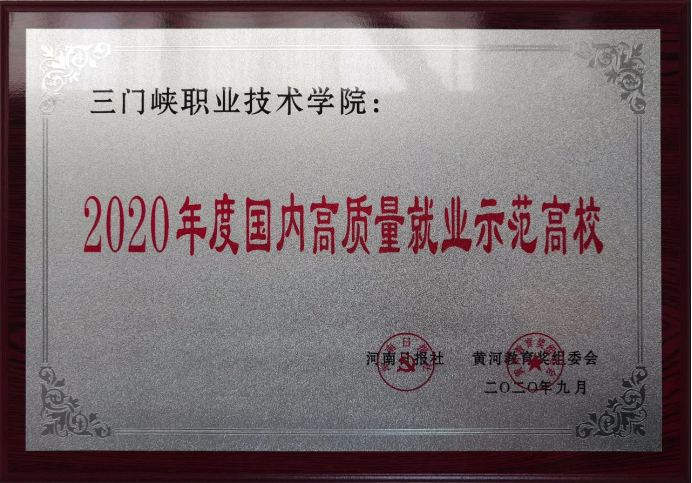 三门峡职业技术学院：
2020年度国内高质量就业示范高校
河南日报社 黄河教育奖组委会
二〇二〇年九月